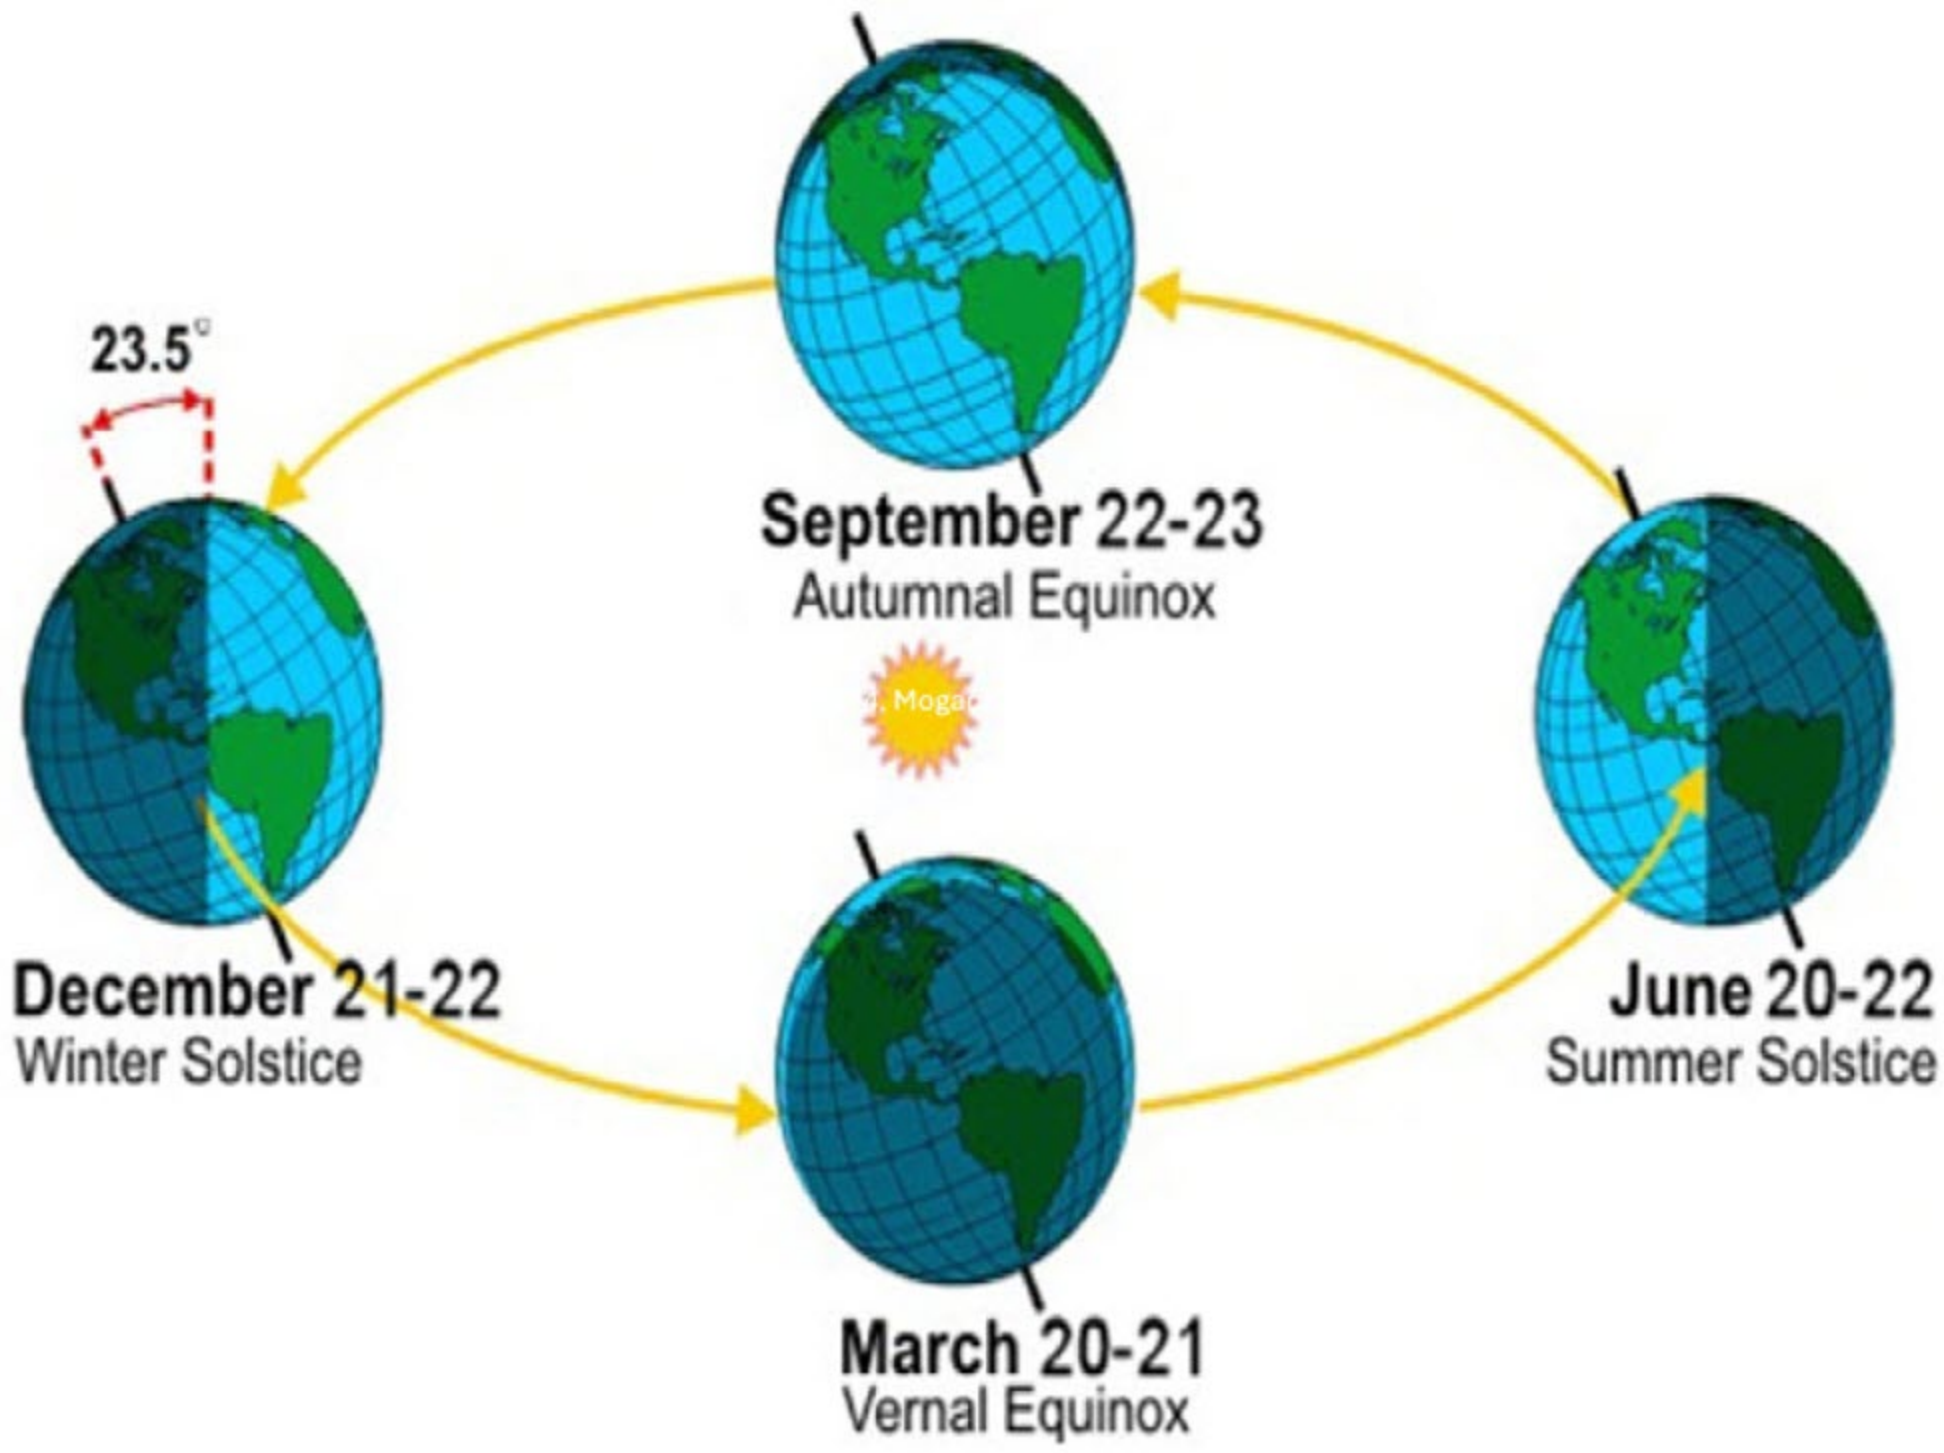 23.5°
September 22-23
Autumnal Equinox
December 21-22
Winter Solstice
June 20-22
Summer Solstice
March 20-21
Vernal Equinox